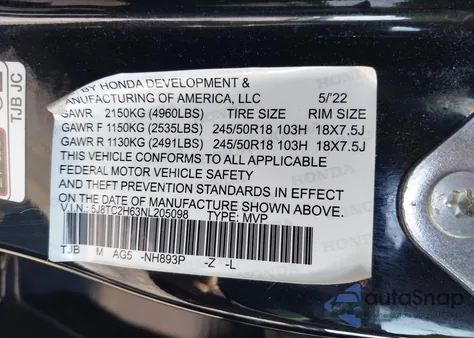 BY HONDA DEVELOPMENT &
MANUFACTURING OF AMERICA, LLC 5/'22
GAWR 2150KG (4960LBS) TIRE SIZE RIM SIZE
GAWR F 1150KG (2535LBS) 245/50R18 103H 18X7.5J
GAWR R 1130KG (2491LBS) 245/50R18 103H 18X7.5J
THIS VEHICLE CONFORMS TO ALL APPLICABLE
FEDERAL MOTOR VEHICLE SAFETY
AND THEFT PREVENTION STANDARDS IN EFFECT
ON THE DATE OF MANUFACTURE SHOWN ABOVE.
V.I.N.: 5J8TC2H63NL205098 TYPE: MVP
TJB M AG5 -NH893P -Z -L
TJB JC
autoSnap